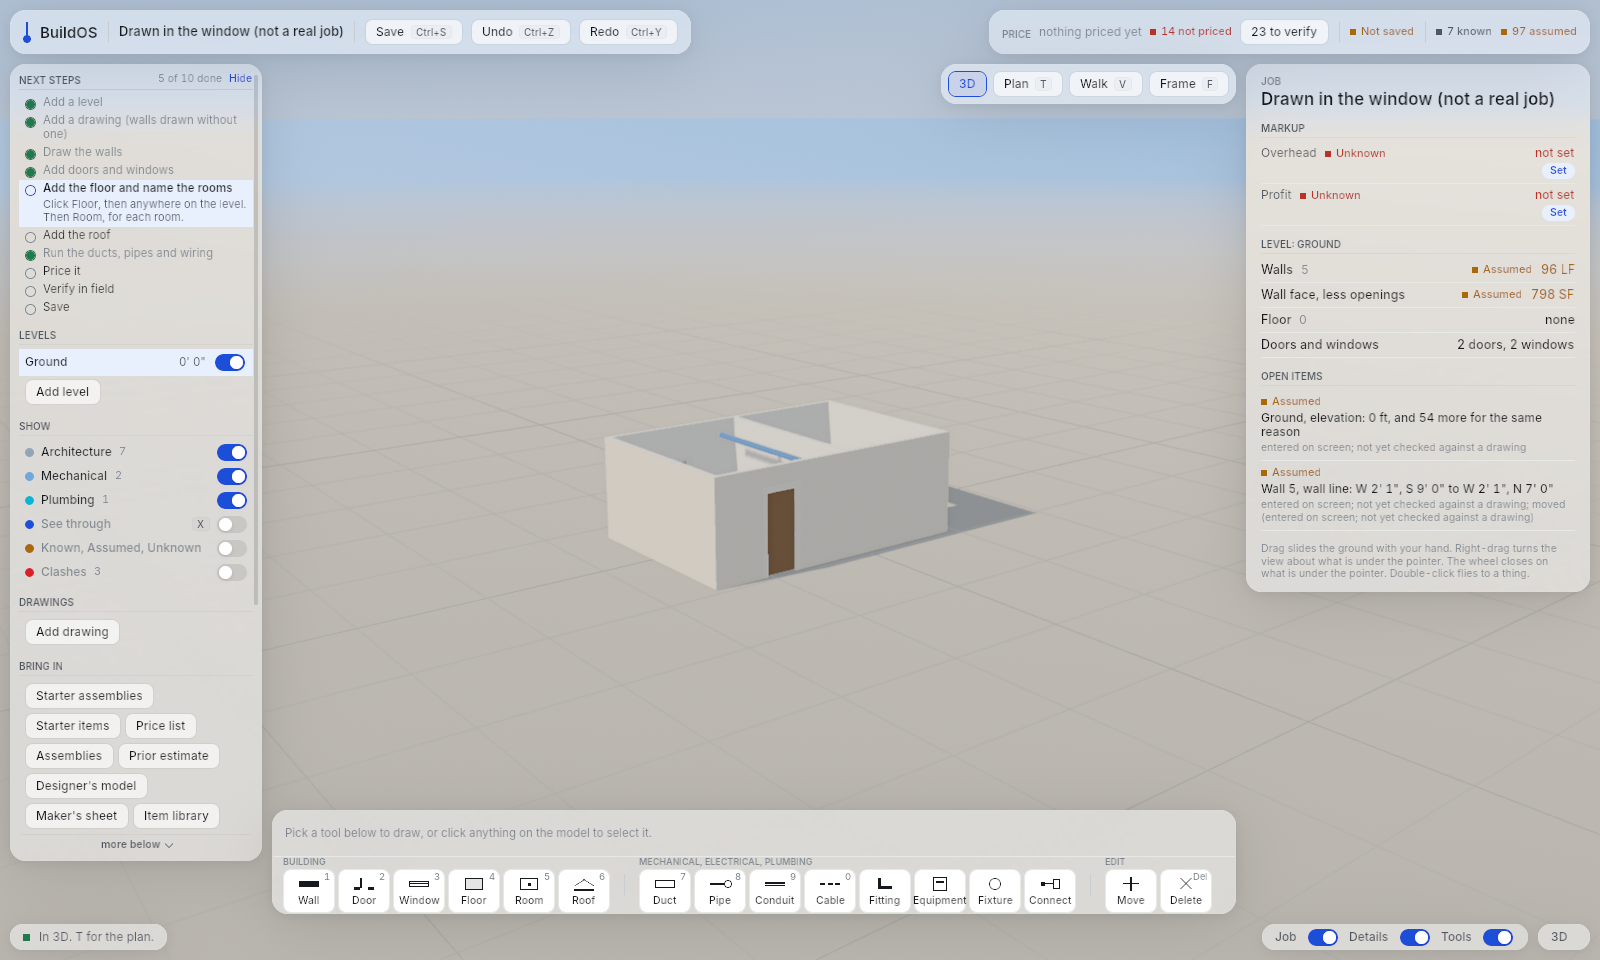 BuildOS
Drawn in the window (not a real job)
Save Ctrl+S
Undo Ctrl+Z
Redo Ctrl+Y
PRICE nothing priced yet 14 not priced 23 to verify Not saved 7 known 97 assumed
3D
Plan T
Walk V
Frame F
NEXT STEPS 5 of 10 done Hide
Add a level
Add a drawing (walls drawn without
one)
Draw the walls
Add doors and windows
Add the floor and name the rooms
Click Floor, then anywhere on the level.
Then Room, for each room.
Add the roof
Run the ducts, pipes and wiring
Price it
Verify in field
Save
LEVELS
Ground 0' 0"
Add level
SHOW
Architecture 7
Mechanical 2
Plumbing 1
See through X
Known, Assumed, Unknown
Clashes 3
DRAWINGS
Add drawing
BRING IN
Starter assemblies
Starter items Price list
Assemblies Prior estimate
Designer's model
Maker's sheet Item library
more below
JOB
Drawn in the window (not a real job)
MARKUP
Overhead Unknown not set
Set
Profit Unknown not set
Set
LEVEL: GROUND
Walls 5 Assumed 96 LF
Wall face, less openings Assumed 798 SF
Floor 0 none
Doors and windows 2 doors, 2 windows
OPEN ITEMS
Assumed
Ground, elevation: 0 ft, and 54 more for the same
reason
entered on screen; not yet checked against a drawing
Assumed
Wall 5, wall line: W 2' 1", S 9' 0" to W 2' 1", N 7' 0"
entered on screen; not yet checked against a drawing; moved
(entered on screen; not yet checked against a drawing)
Drag slides the ground with your hand. Right-drag turns the
view about what is under the pointer. The wheel closes on
what is under the pointer. Double-click flies to a thing.
Pick a tool below to draw, or click anything on the model to select it.
BUILDING
MECHANICAL, ELECTRICAL, PLUMBING
EDIT
1 2 3 4 5 6 7 8 9 0 Del
Wall Door Window Floor Room Roof Duct Pipe Conduit Cable Fitting Equipment Fixture Connect Move Delete
In 3D. T for the plan.
Job Details Tools 3D